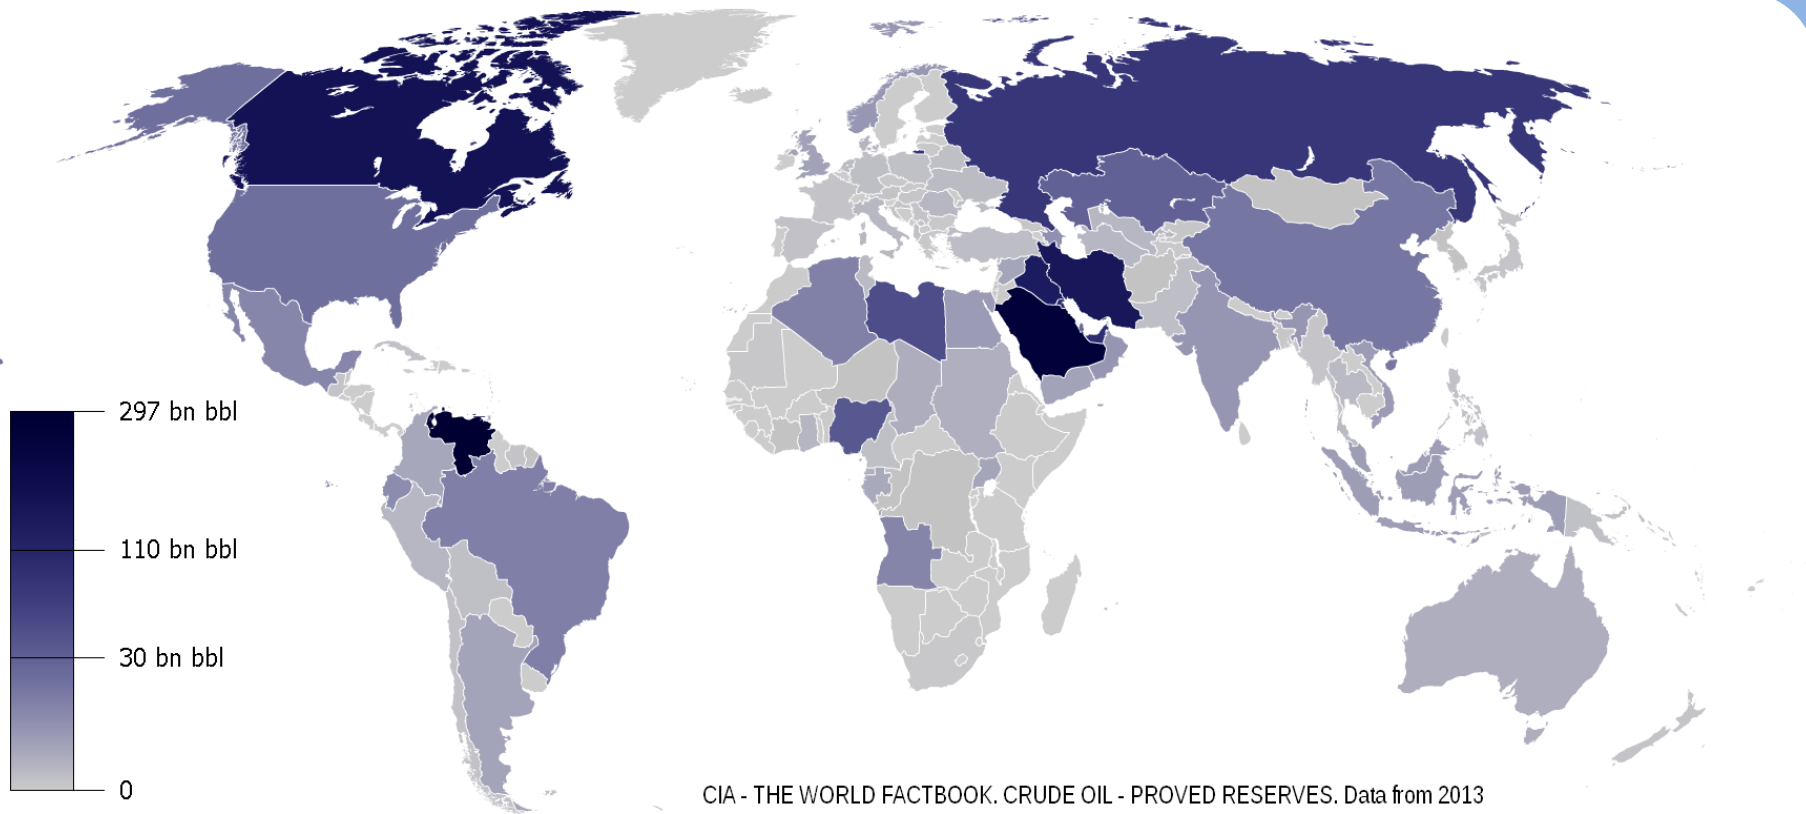 297 bn bbl
110 bn bbl
30 bn bbl
0
CIA - THE WORLD FACTBOOK. CRUDE OIL - PROVED RESERVES. Data from 2013